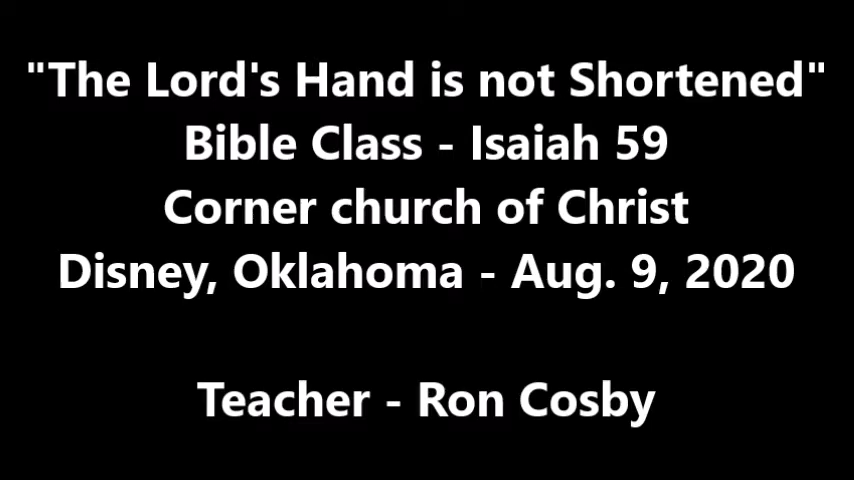 "The Lord's Hand is not Shortened"
Bible Class - Isaiah 59
Corner church of Christ
Disney, Oklahoma - Aug. 9, 2020
Teacher - Ron Cosby